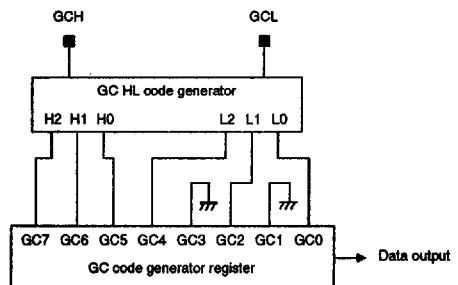 GCH GCL
GC HL code generator
H2 H1 H0 L2 L1 L0
GC7 GC6 GC5 GC4 GC3 GC2 GC1 GC0
GC code generator register
Data output